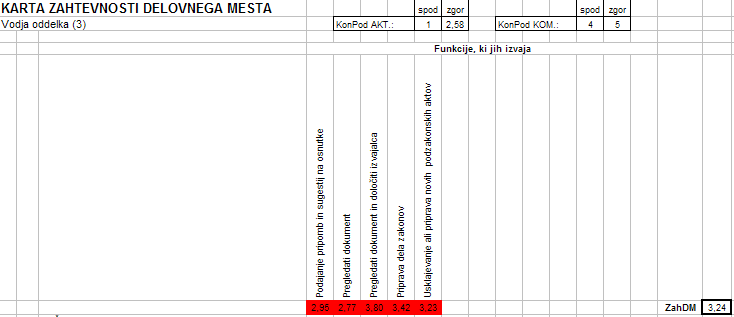 KARTA ZAHTEVNOSTI DELOVNEGA MESTA
spod zgor
spod zgor
Vodja oddelka (3)
KonPod AKT.: 1 2,58
KonPod KOM.: 4 5
Funkcije, ki jih izvaja
Podajanje pripomb in sugestij na osnutke
Pregledati dokument
Pregledati dokument in določiti izvajalca
Priprava dela zakonov
Usklajevanje ali priprava novih podzakonskih aktov
2,95 2,77 3,80 3,42 3,23
ZahDM 3,24